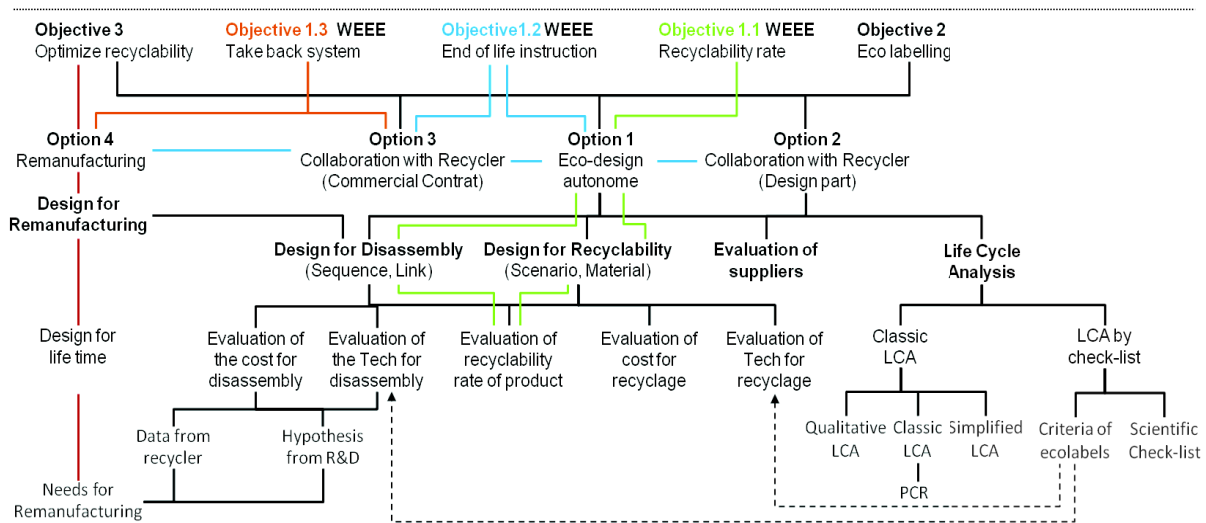 Objective 3
Optimize recyclability
Objective 1.3 WEEE
Take back system
Objective1.2 WEEE
End of life instruction
Objective 1.1 WEEE
Recyclability rate
Objective 2
Eco labelling
Option 4
Remanufacturing
Option 3
Collaboration with Recycler
(Commercial Contrat)
Option 1
Eco-design
autonome
Option 2
Collaboration with Recycler
(Design part)
Design for
Remanufacturing
Design for Disassembly
(Sequence, Link)
Design for Recyclability
(Scenario, Material)
Evaluation of
suppliers
Life Cycle
Analysis
Design for
life time
Evaluation of
the cost for
disassembly
Evaluation of
the Tech for
disassembly
Evaluation of
recyclability
rate of product
Evaluation of
cost for
recyclage
Evaluation of
Tech for
recyclage
Classic
LCA
LCA by
check-list
Data from
recycler
Hypothesis
from R&D
Qualitative
LCA
Classic
LCA
Simplified
LCA
Criteria of
ecolabels
Scientific
Check-list
PCR
Needs for
Remanufacturing